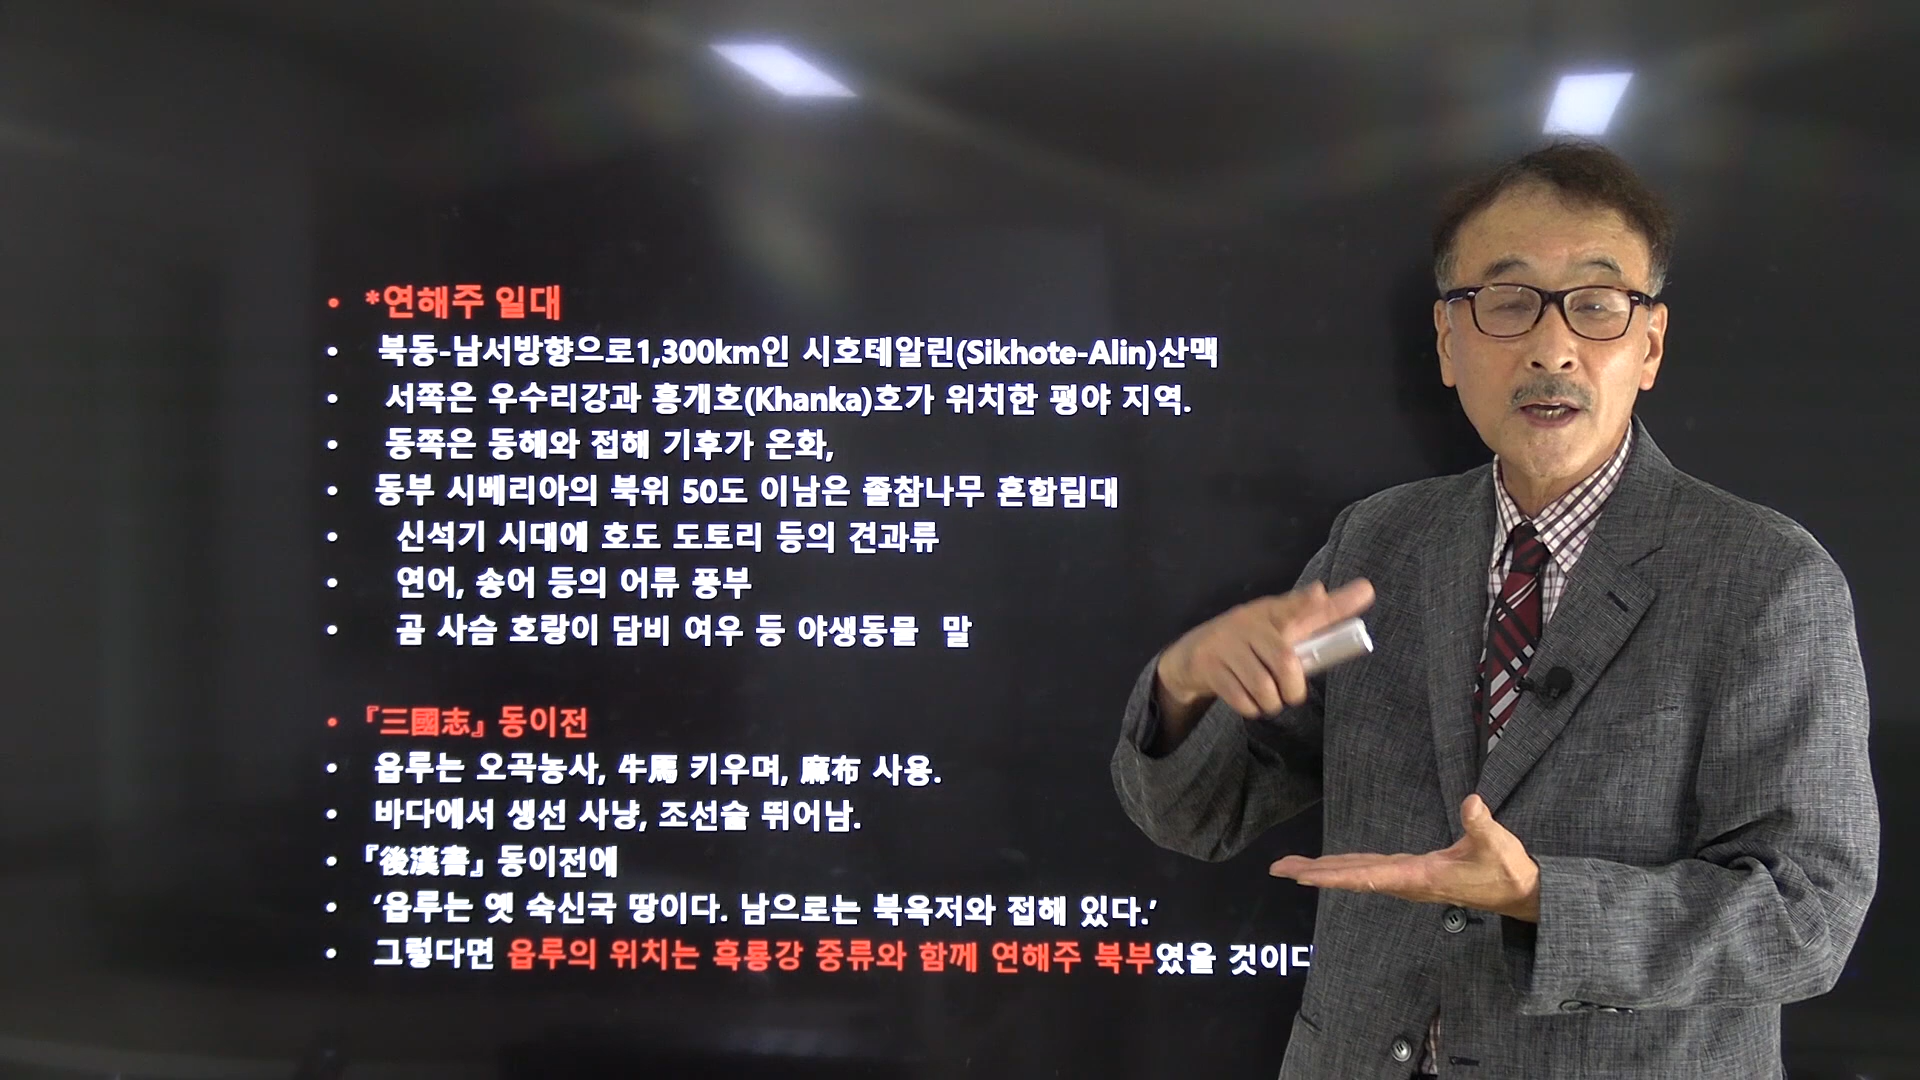 • *연해주 일대
• 북동-남서방향으로1,300km인 시호테알린(Sikhote-Alin)산맥
• 서쪽은 우수리강과 흥개호(Khanka)호가 위치한 평야 지역.
• 동쪽은 동해와 접해 기후가 온화,
• 동부 시베리아의 북위 50도 이남은 졸참나무 혼합림대
• 신석기 시대에 호도 도토리 등의 견과류
• 연어, 송어 등의 어류 풍부
• 곰 사슴 호랑이 담비 여우 등 야생동물 말
• 『三國志』 동이전
• 읍루는 오곡농사, 牛馬 키우며, 麻布 사용.
• 바다에서 생선 사냥, 조선술 뛰어남.
• 『後漢書』 동이전에
• ‘읍루는 옛 숙신국 땅이다. 남으로는 북옥저와 접해 있다.’
• 그렇다면 읍루의 위치는 흑룡강 중류와 함께 연해주 북부였을 것이다